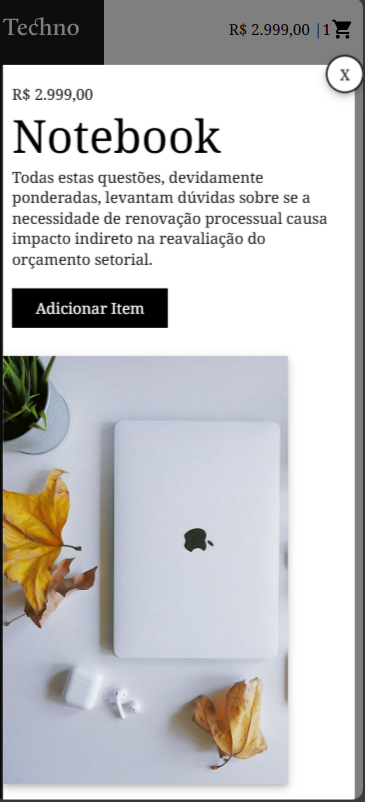 Techno
R$ 2.999,00 | 1
X
R$ 2.999,00
Notebook
Todas estas questões, devidamente
ponderadas, levantam dúvidas sobre se a
necessidade de renovação processual causa
impacto indireto na reavaliação do
orçamento setorial.
Adicionar Item